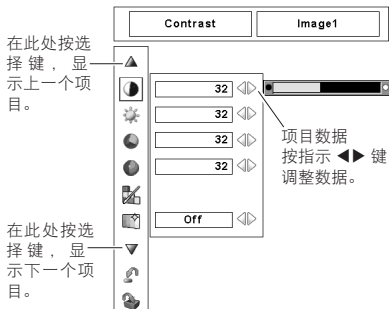 Contrast
Image1
在此处按选
择键，显
示上一个项
目。
32
32
32
32
Off
项目数据
按指示 ◀▶ 键
调整数据。
在此处按选
择键，显
示下一个项
目。